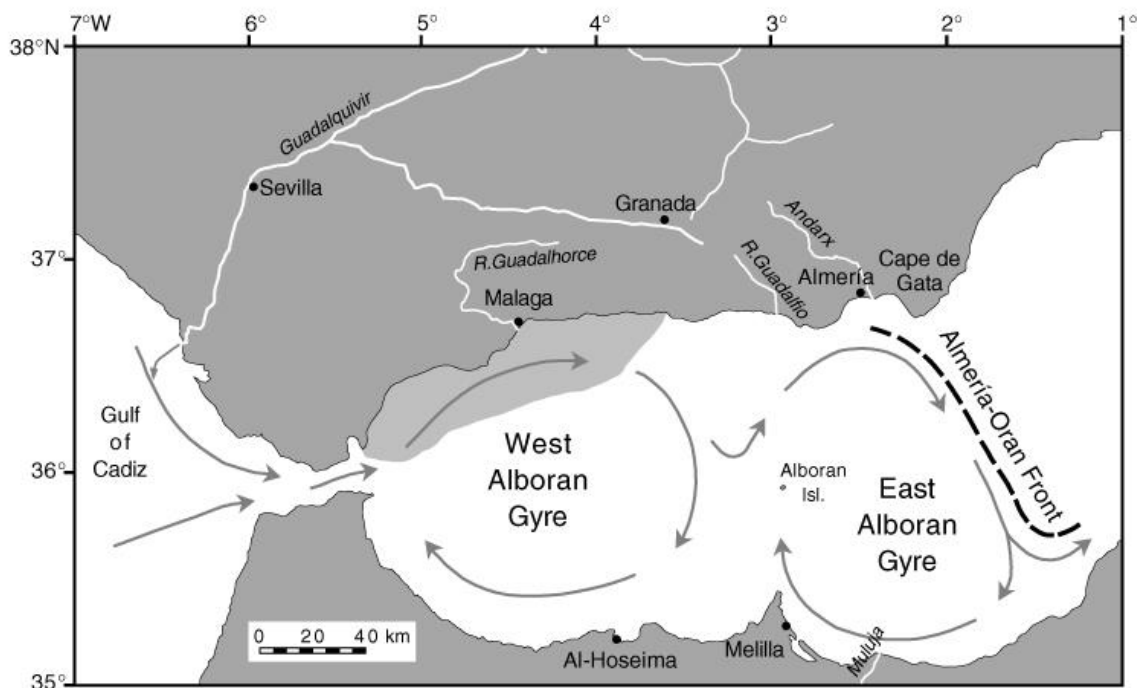 7°W 6° 5° 4° 3° 2° 1°
38°N
Guadalquivir
Sevilla
Granada
Andarx
37°
R.Guadalhorce
R.Guadalfio
Almería
Cape de
Gata
Malaga
Almería-Oran Front
Gulf
of
Cadiz
West
Alboran
Gyre
36°
Alboran
Isl.
East
Alboran
Gyre
0 20 40 km
Al-Hoseima
Melilla
Muluja
35°